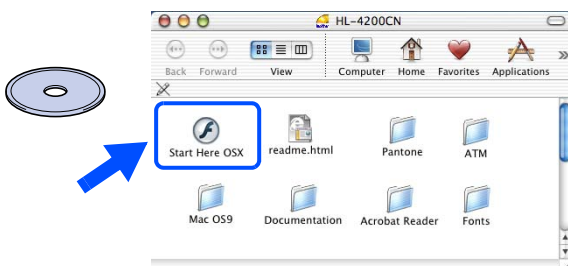 HL-4200CN
Back Forward View Computer Home Favorites Applications
Start Here OSX readme.html Pantone ATM
Mac OS9 Documentation Acrobat Reader Fonts